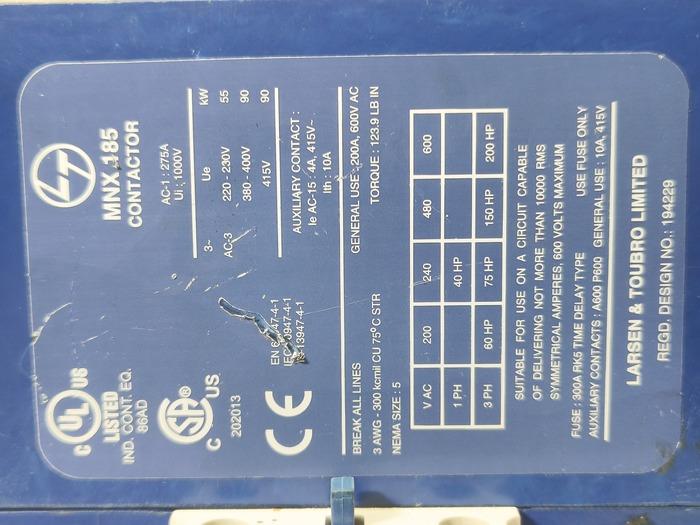 C UL US
LISTED
IND. CONT. EQ.
86AD
SA®
C US
202013
CE
EN
IEC
LT
MNX 185
CONTACTOR
AC-1 : 275A
Ui : 1000V
3~ Ue kW
AC-3 220 - 230V 55
380 - 400V 90
415V 90
AUXILIARY CONTACT :
Ie AC-15 : 4A, 415V~
Ith : 10A
BREAK ALL LINES GENERAL USE : 200A, 600V AC
3 AWG - 300 kcmil CU 75°C STR TORQUE : 123.9 LB IN
NEMA SIZE : 5
V AC 200 240 480 600
1 PH 40 HP
3 PH 60 HP 75 HP 150 HP 200 HP
SUITABLE FOR USE ON A CIRCUIT CAPABLE
OF DELIVERING NOT MORE THAN 10000 RMS
SYMMETRICAL AMPERES, 600 VOLTS MAXIMUM
FUSE : 300A RK5 TIME DELAY TYPE USE FUSE ONLY
AUXILIARY CONTACTS : A600 P600 GENERAL USE : 10A, 415V
LARSEN & TOUBRO LIMITED
REGD. DESIGN NO.: 194229